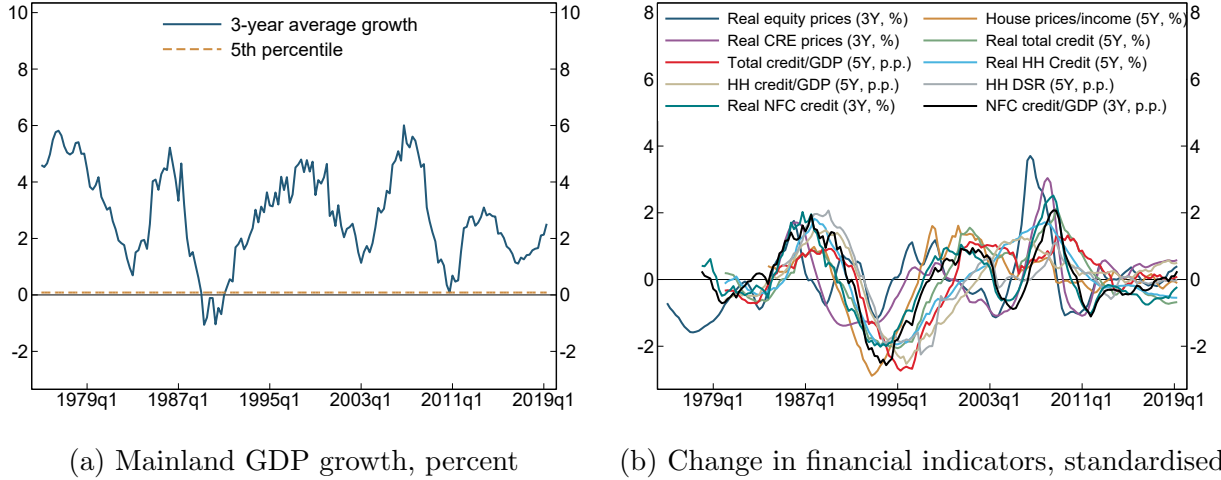 3-year average growth
5th percentile
10
8
6
4
2
0
-2
10
8
6
4
2
0
-2
1979q1 1987q1 1995q1 2003q1 2011q1 2019q1
(a) Mainland GDP growth, percent
Real equity prices (3Y, %) House prices/income (5Y, %)
Real CRE prices (3Y, %) Real total credit (5Y, %)
Total credit/GDP (5Y, p.p.) Real HH Credit (5Y, %)
HH credit/GDP (5Y, p.p.) HH DSR (5Y, p.p.)
Real NFC credit (3Y, %) NFC credit/GDP (3Y, p.p.)
8
6
4
2
0
-2
8
6
4
2
0
-2
1979q1 1987q1 1995q1 2003q1 2011q1 2019q1
(b) Change in financial indicators, standardised